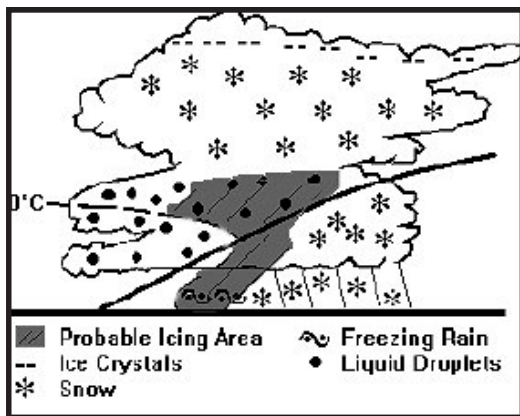 0°C
Probable Icing Area Freezing Rain
Ice Crystals Liquid Droplets
Snow